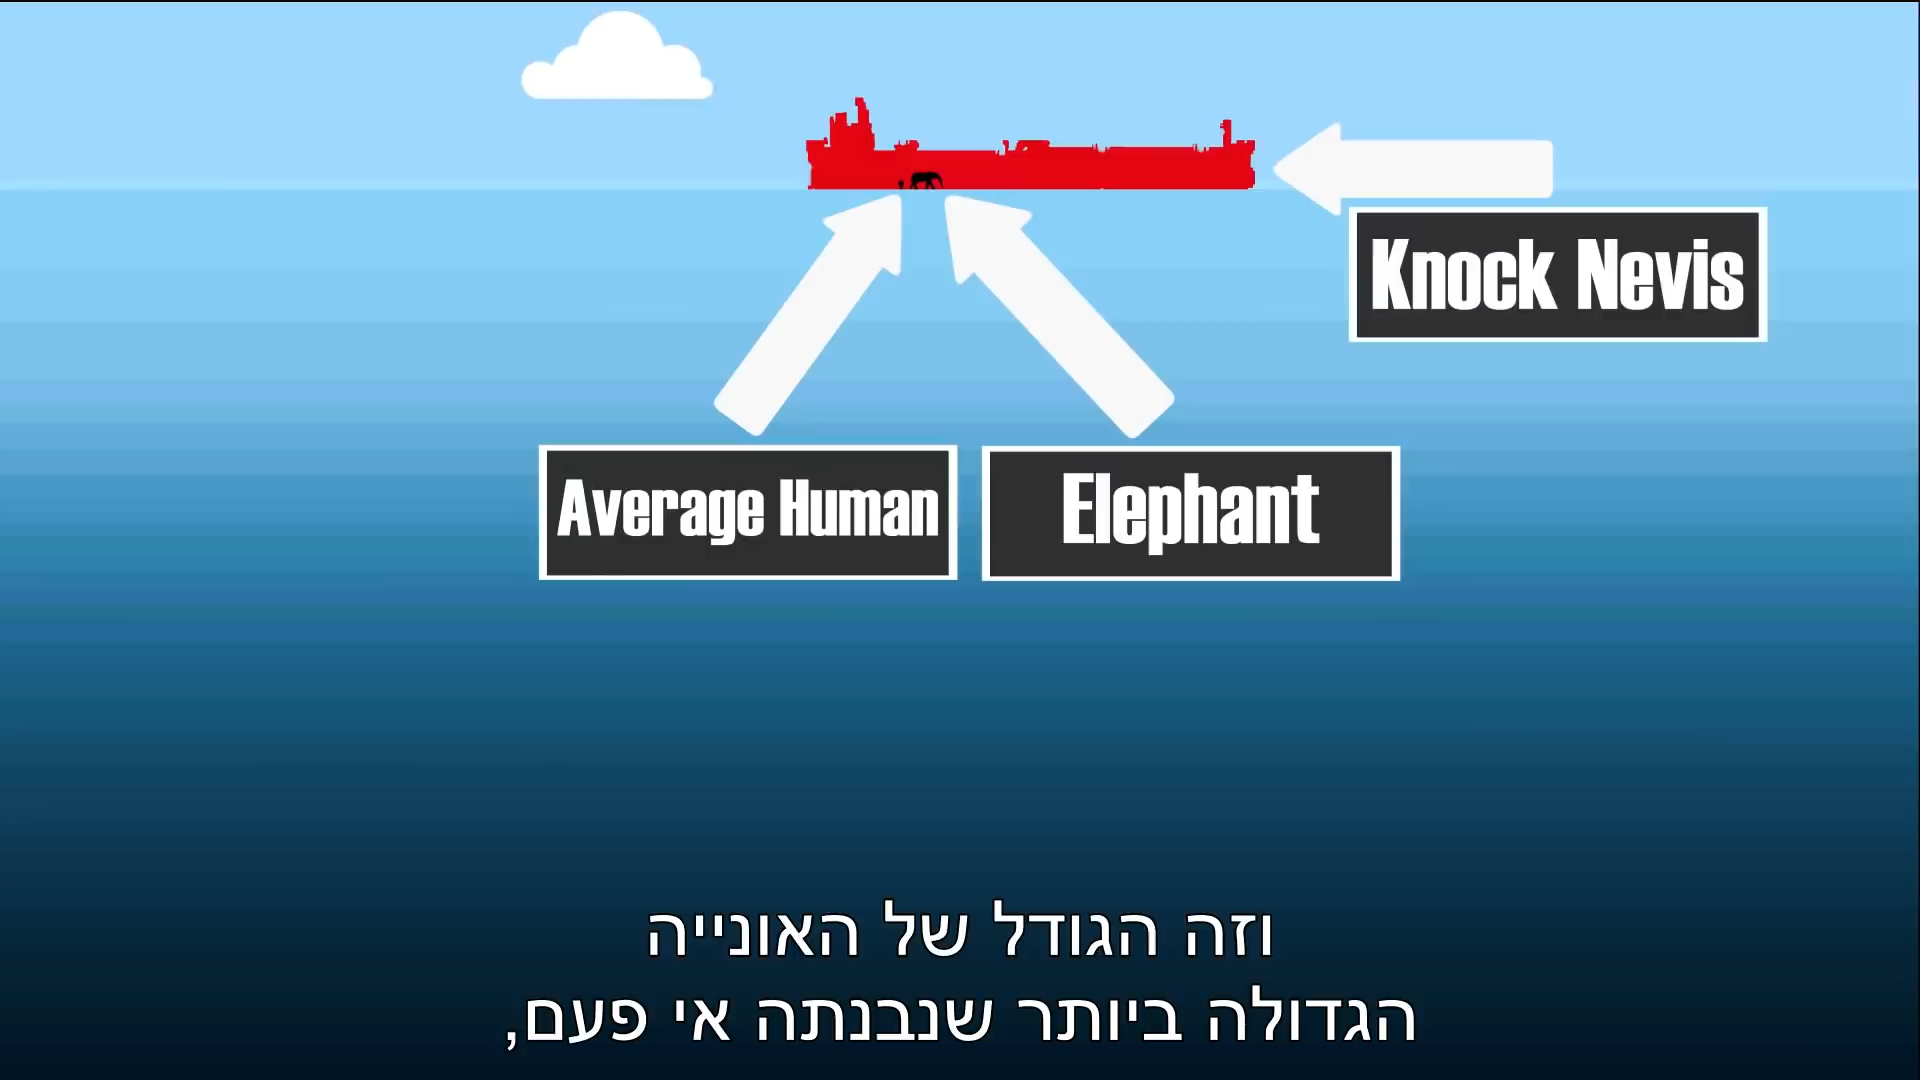 Knock Nevis
Average Human
Elephant
וזה הגודל של האונייה
הגדולה ביותר שנבנתה אי פעם,